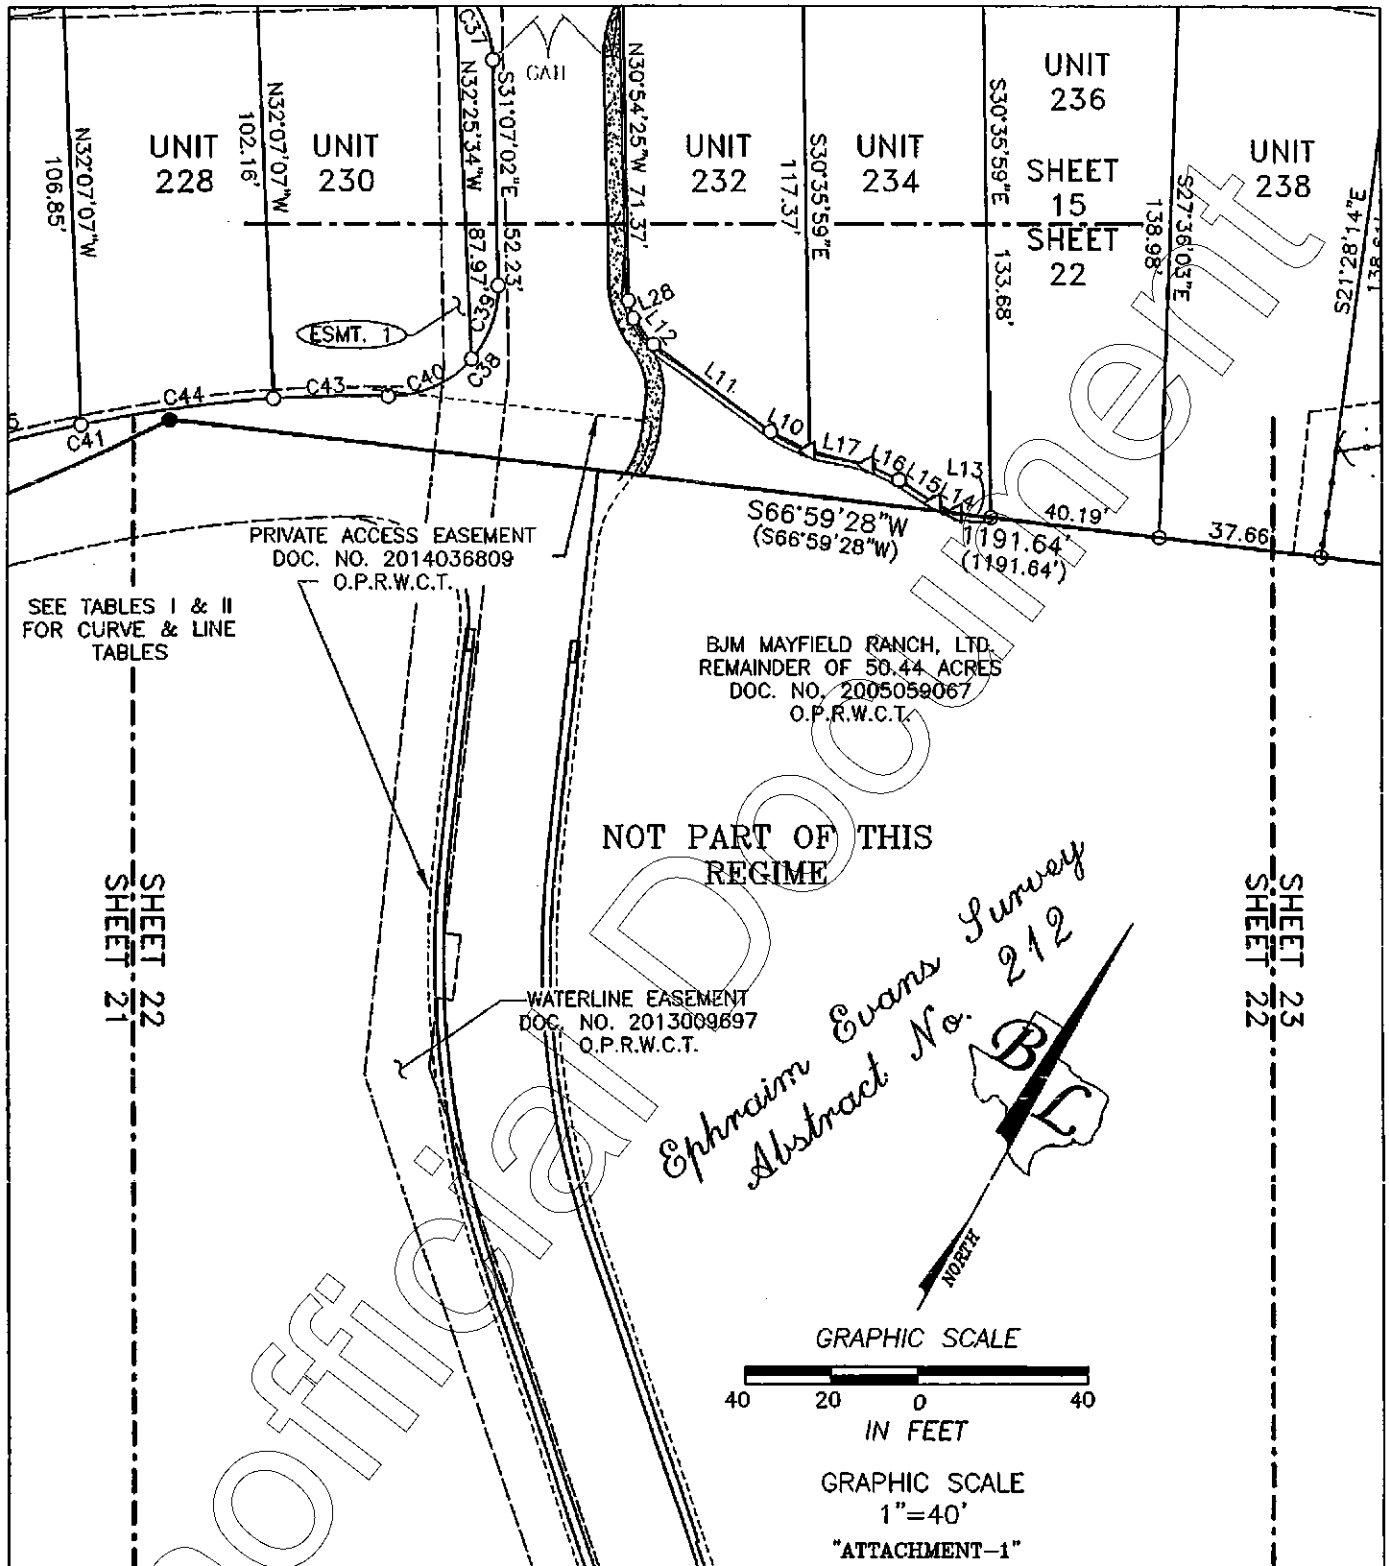 C37
GATE
N32°07'07"W
106.85'
UNIT
228
N32°07'07"W
102.16'
UNIT
230
N32°25'34"W
87.97'
S31°07'02"E
52.23'
N30°54'25"W 71.37'
UNIT
232
S30°35'59"E
117.37'
UNIT
234
S30°35'59"E
133.68'
UNIT
236
SHEET
15
SHEET
22
S27°36'03"E
138.98'
UNIT
238
S21°28'14"E
ESMT. 1
C39
C38
C40
C43
C44
C41
L28
L12
L11
L10
L17
L16
L15
L14
L13
S66°59'28"W
(S66°59'28"W)
1191.64'
(1191.64')
40.19'
37.66
PRIVATE ACCESS EASEMENT
DOC. NO. 2014036809
O.P.R.W.C.T.
SEE TABLES I & II
FOR CURVE & LINE
TABLES
BJM MAYFIELD RANCH, LTD.
REMAINDER OF 50.44 ACRES
DOC. NO. 2005059067
O.P.R.W.C.T.
NOT PART OF THIS
REGIME
SHEET 22
SHEET 21
SHEET 23
SHEET 22
WATERLINE EASEMENT
DOC. NO. 2013009697
O.P.R.W.C.T.
Ephraim Evans Survey
Abstract No. 212
B
L
NORTH
GRAPHIC SCALE
40 20 0 40
IN FEET
GRAPHIC SCALE
1"=40'
"ATTACHMENT-1"
nofficial Document